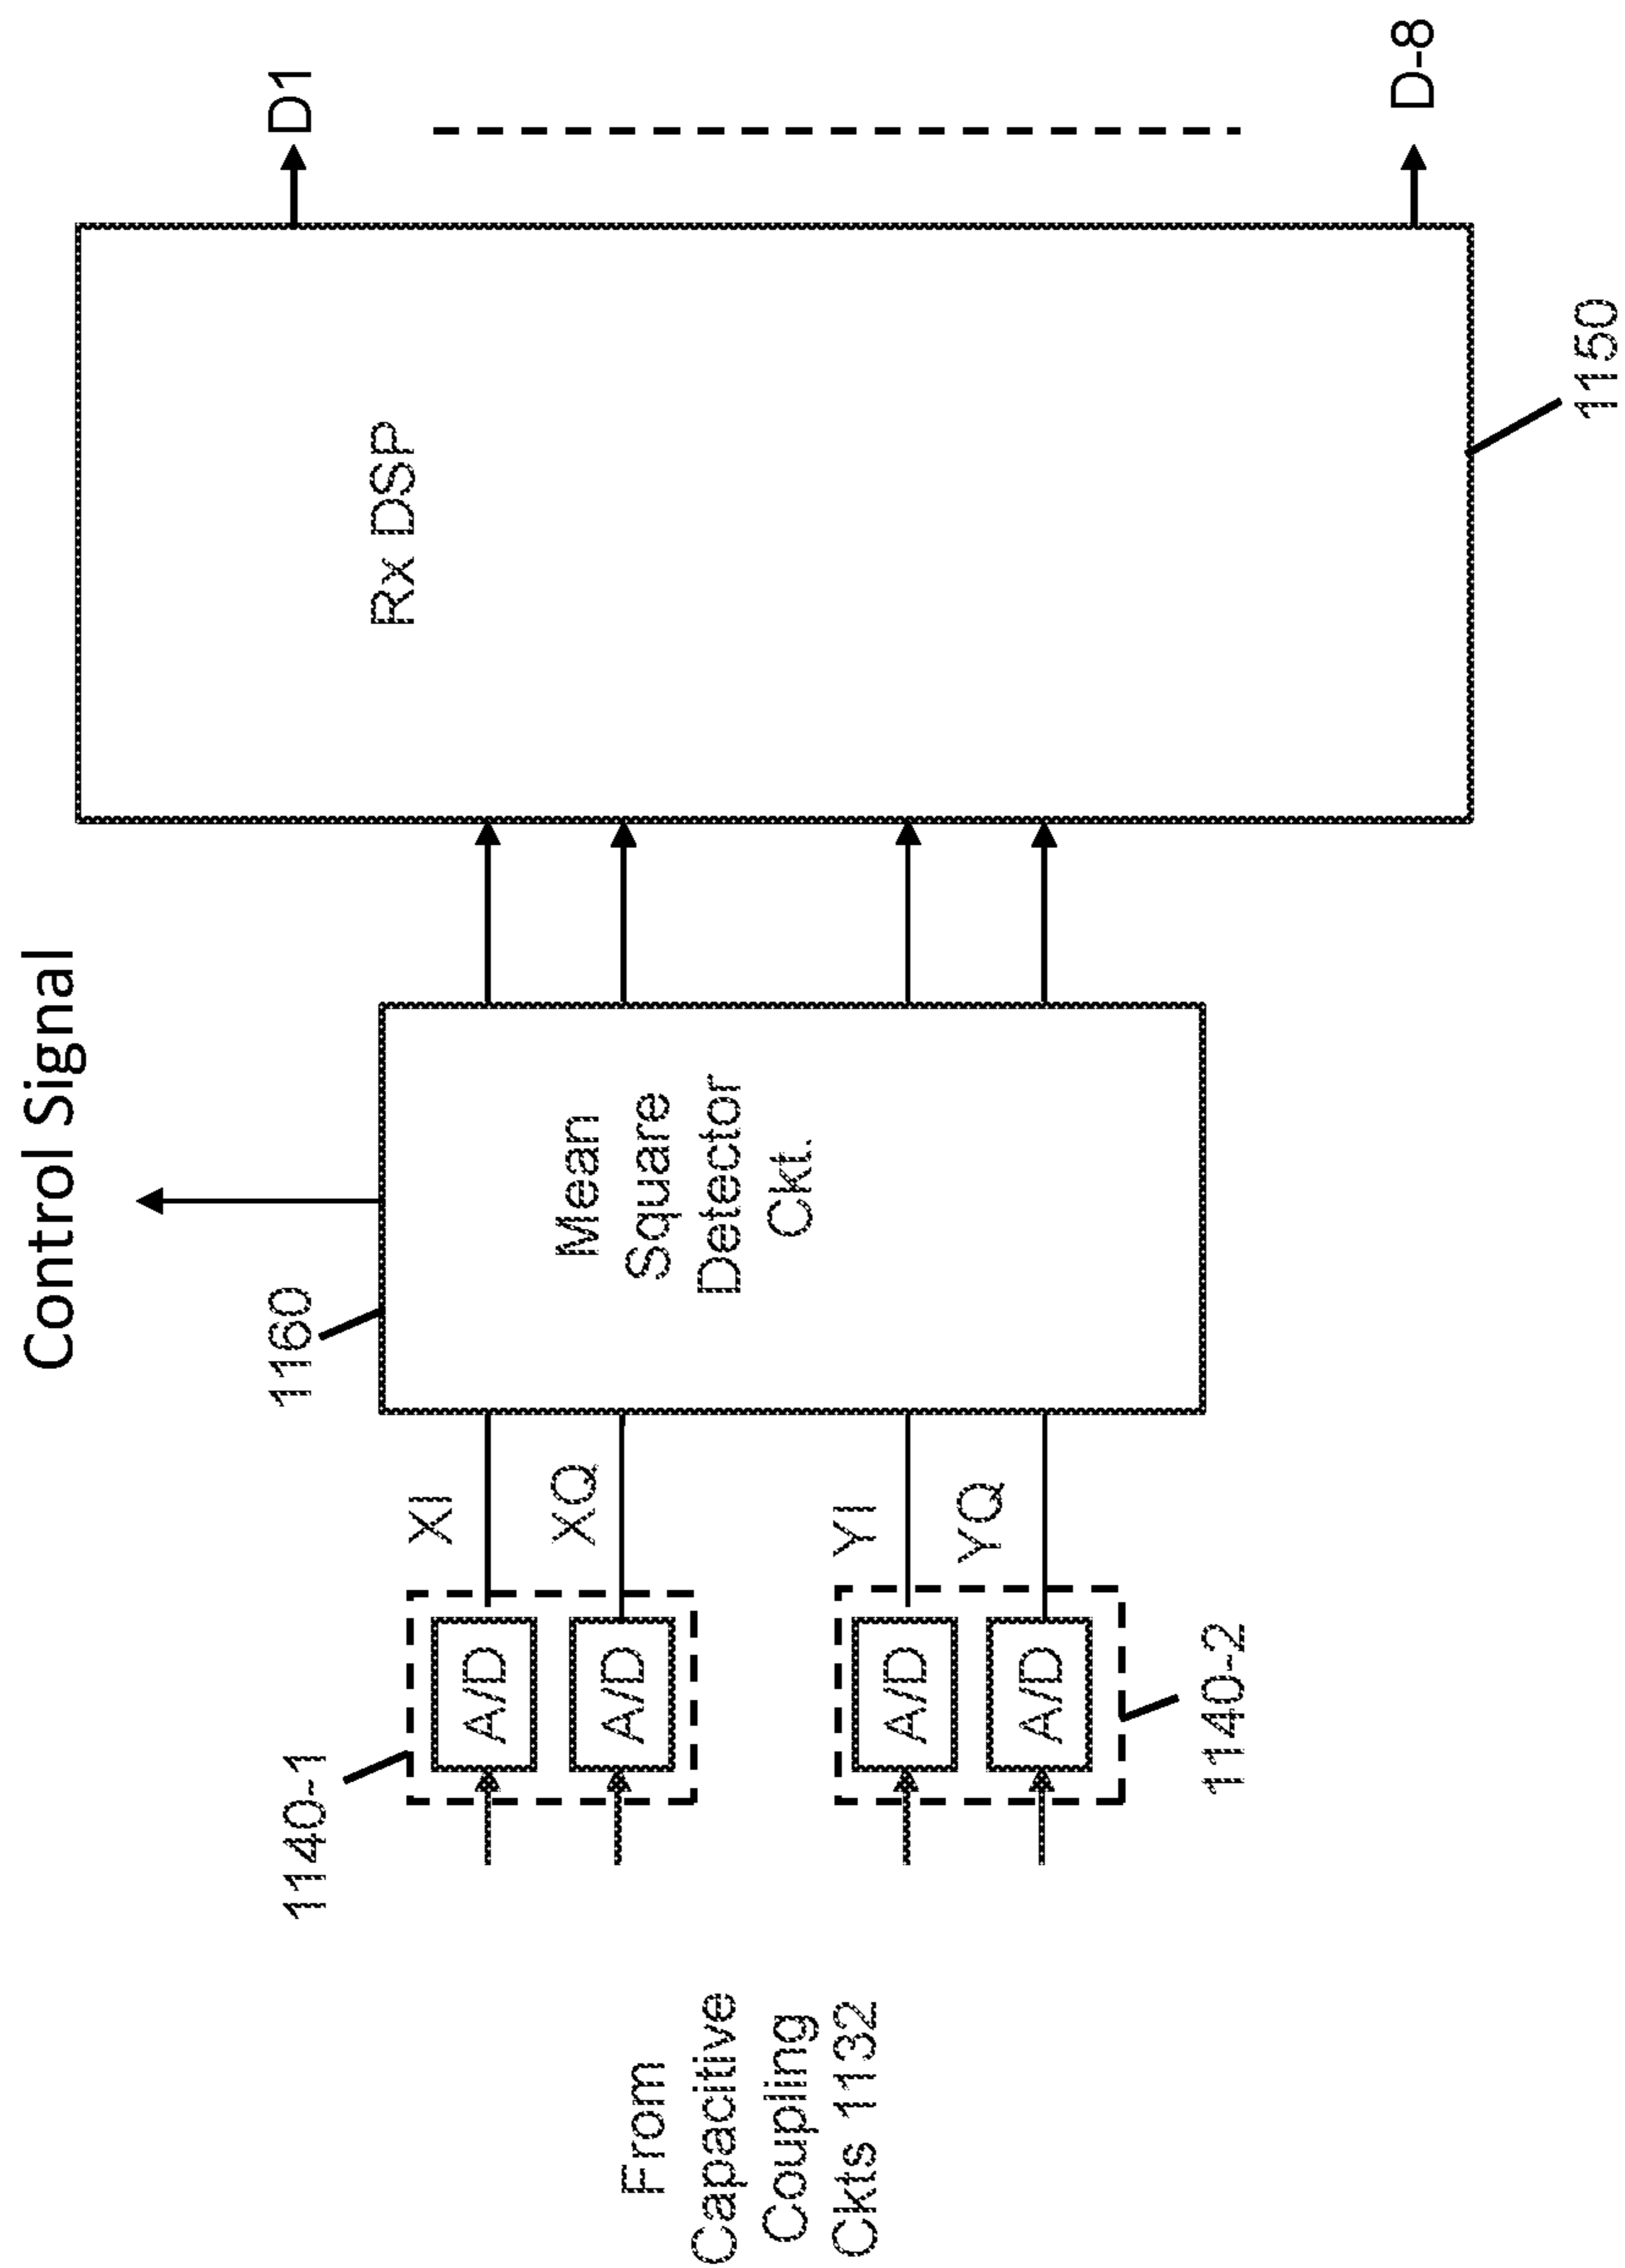 Control Signal
1160
1140-1
XI
XQ
YI
YQ
A/D
A/D
A/D
A/D
1140-2
From
Capacitive
Coupling
Ckts 1132
Mean
Square
Detector
Ckt.
Rx DSP
1150
D1
D-8